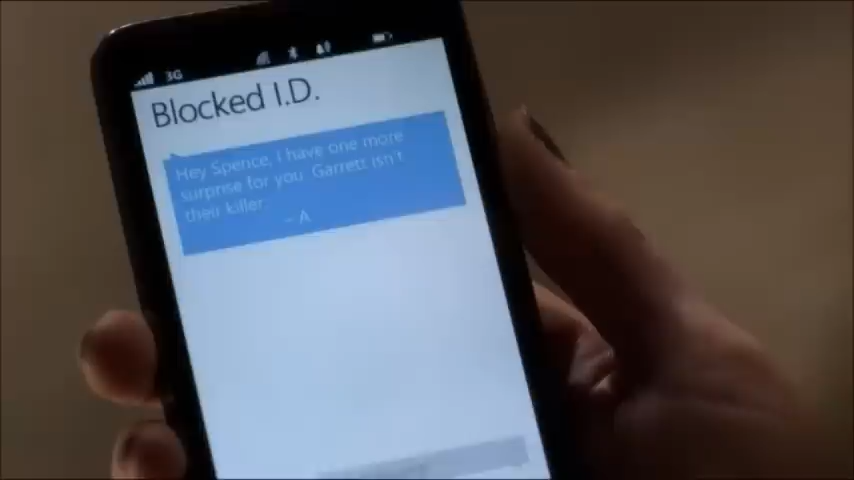 3G
Blocked I.D.
Hey Spence, I have one more
surprise for you. Garrett isn't
their killer.
- A